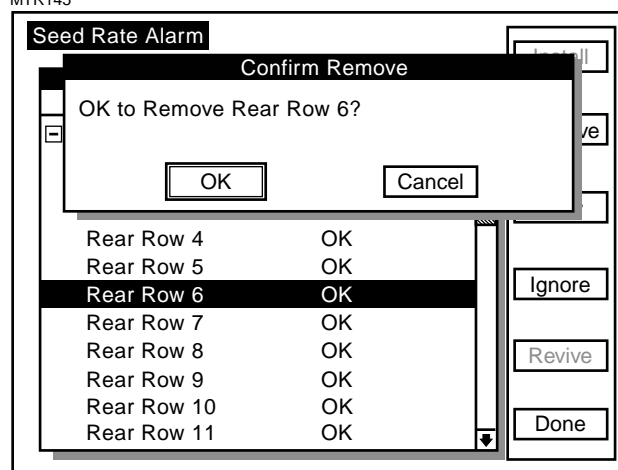 Seed Rate Alarm
Confirm Remove
OK to Remove Rear Row 6?
OK
Cancel
Rear Row 4 OK
Rear Row 5 OK
Rear Row 6 OK
Rear Row 7 OK
Rear Row 8 OK
Rear Row 9 OK
Rear Row 10 OK
Rear Row 11 OK
Ignore
Revive
Done